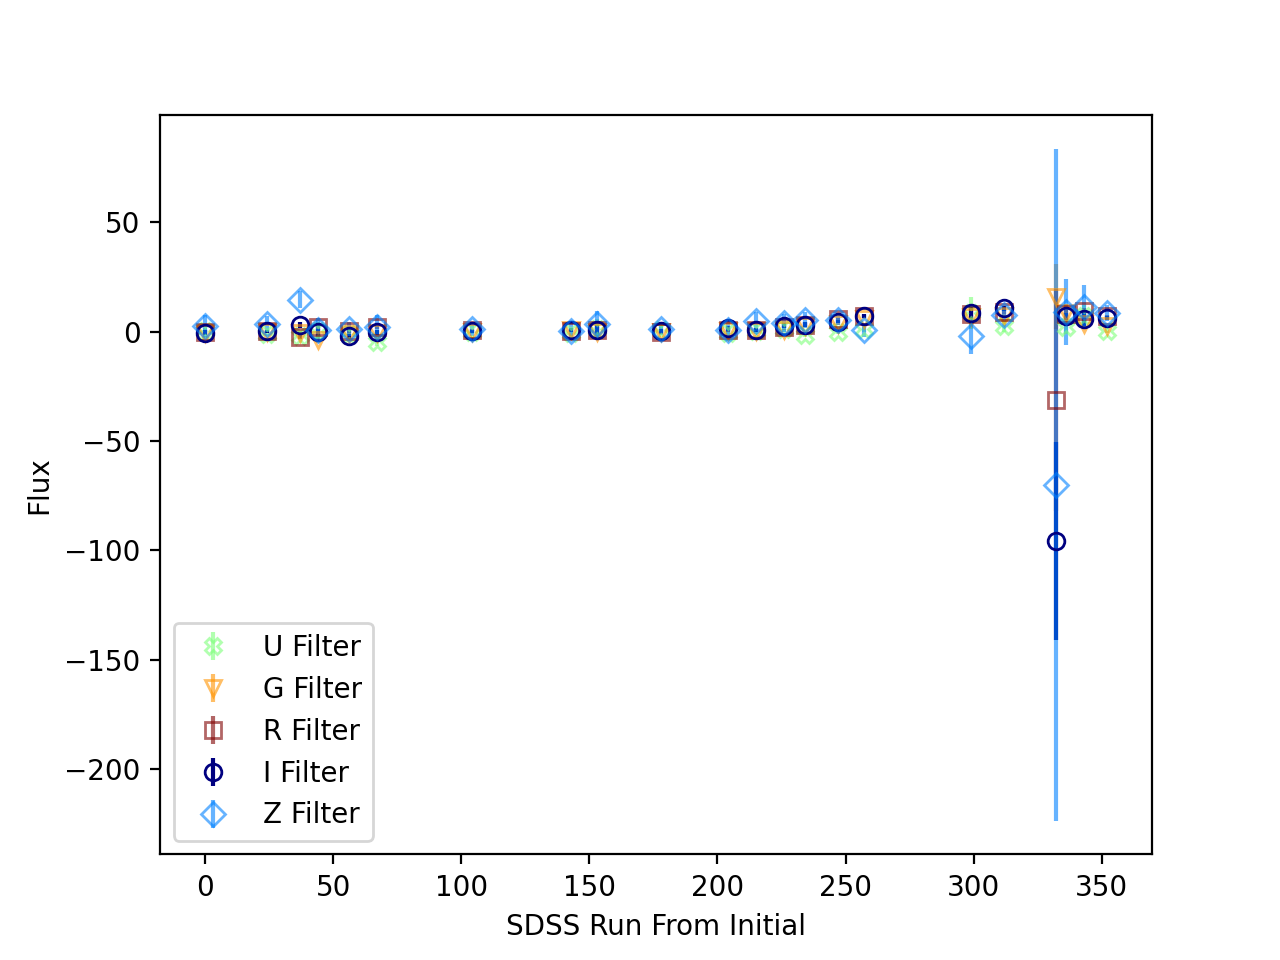 50
0
−50
−100
−150
−200
Flux
U Filter
G Filter
R Filter
I Filter
Z Filter
0 50 100 150 200 250 300 350
SDSS Run From Initial